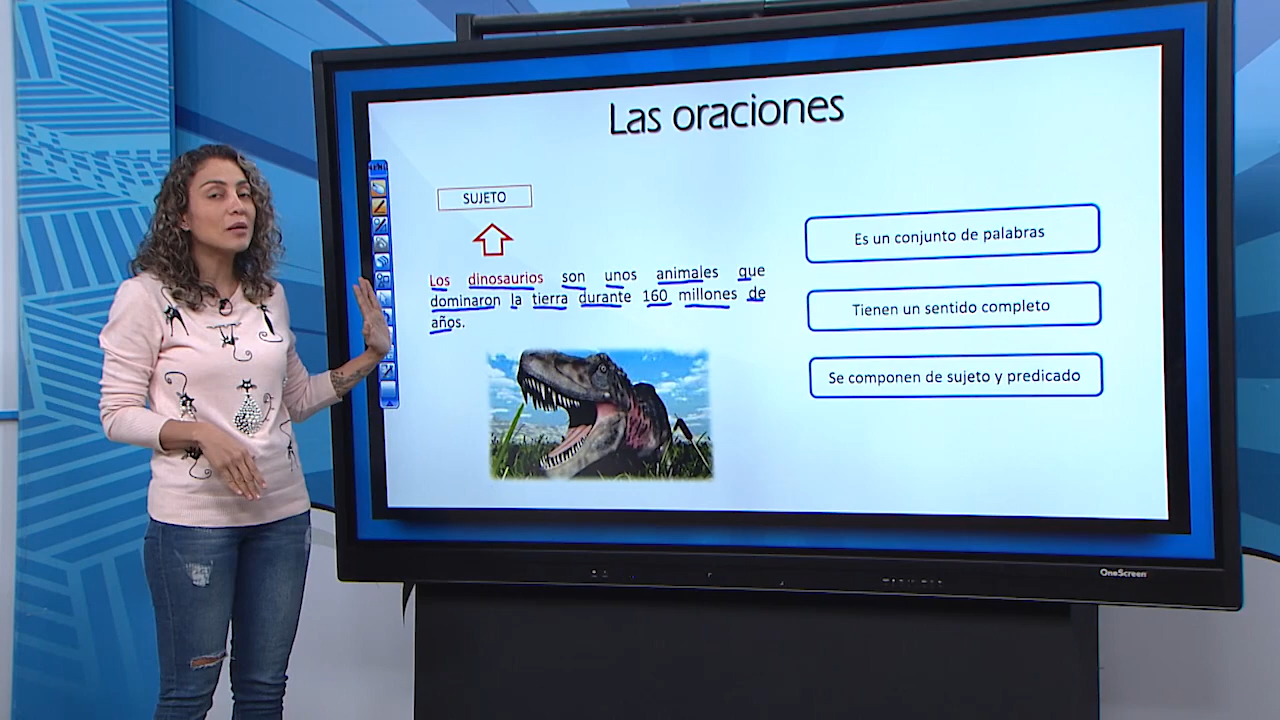 Las oraciones
SUJETO
Los dinosaurios son unos animales que
dominaron la tierra durante 160 millones de
años.
Es un conjunto de palabras
Tienen un sentido completo
Se componen de sujeto y predicado
OneScreen